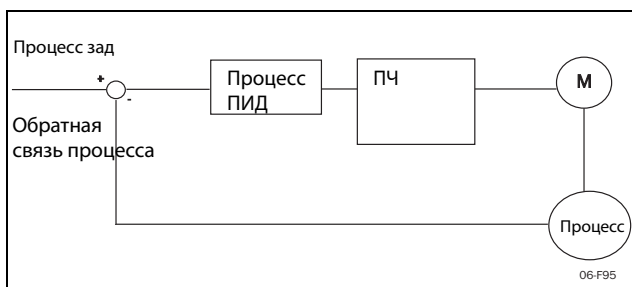 Процесс зад
+
-
Процесс
ПИД
ПЧ
М
Обратная
связь процесса
Процесс
06-F95